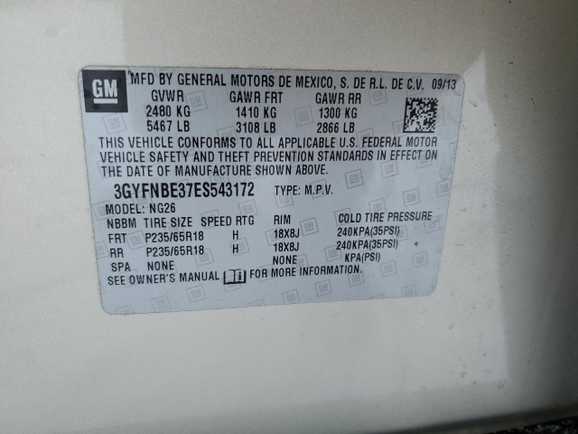 GM
MFD BY GENERAL MOTORS DE MEXICO, S. DE R.L. DE C.V. 09/13
GVWR GAWR FRT GAWR RR
2480 KG 1410 KG 1300 KG
5467 LB 3108 LB 2866 LB
THIS VEHICLE CONFORMS TO ALL APPLICABLE U.S. FEDERAL MOTOR
VEHICLE SAFETY AND THEFT PREVENTION STANDARDS IN EFFECT ON
THE DATE OF MANUFACTURE SHOWN ABOVE.
3GYFNBE37ES543172 TYPE: M.P.V.
MODEL: NG26
NBBM TIRE SIZE SPEED RTG RIM COLD TIRE PRESSURE
FRT P235/65R18 H 18X8J 240KPA(35PSI)
RR P235/65R18 H 18X8J 240KPA(35PSI)
SPA NONE NONE KPA(PSI)
SEE OWNER'S MANUAL FOR MORE INFORMATION.